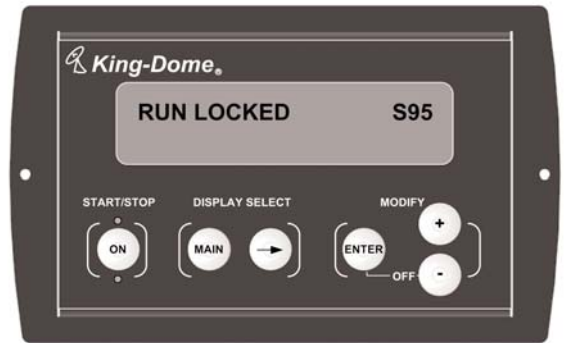 King-Dome®
RUN LOCKED S95
START/STOP DISPLAY SELECT MODIFY
ON MAIN → ENTER +
OFF -